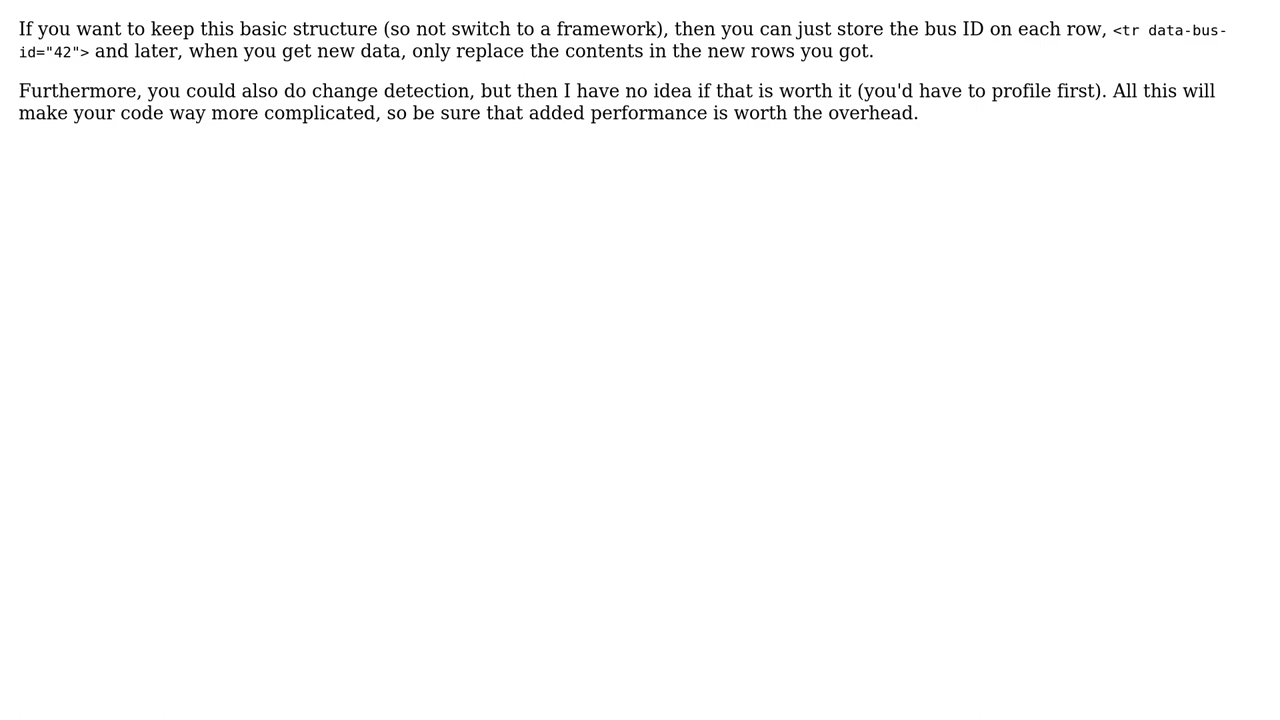 If you want to keep this basic structure (so not switch to a framework), then you can just store the bus ID on each row, <tr data-bus-
id="42"> and later, when you get new data, only replace the contents in the new rows you got.
Furthermore, you could also do change detection, but then I have no idea if that is worth it (you'd have to profile first). All this will
make your code way more complicated, so be sure that added performance is worth the overhead.